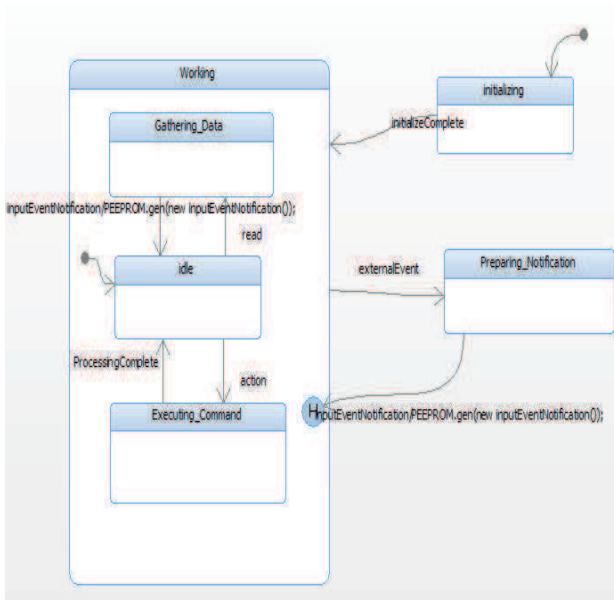 Working
initializing
initializeComplete
Gathering_Data
inputEventNotification/PEEPROM.gen(new inputEventNotification());
read
idle
externalEvent
Preparing_Notification
ProcessingComplete
action
Executing_Command
H
inputEventNotification/PEEPROM.gen(new inputEventNotification());